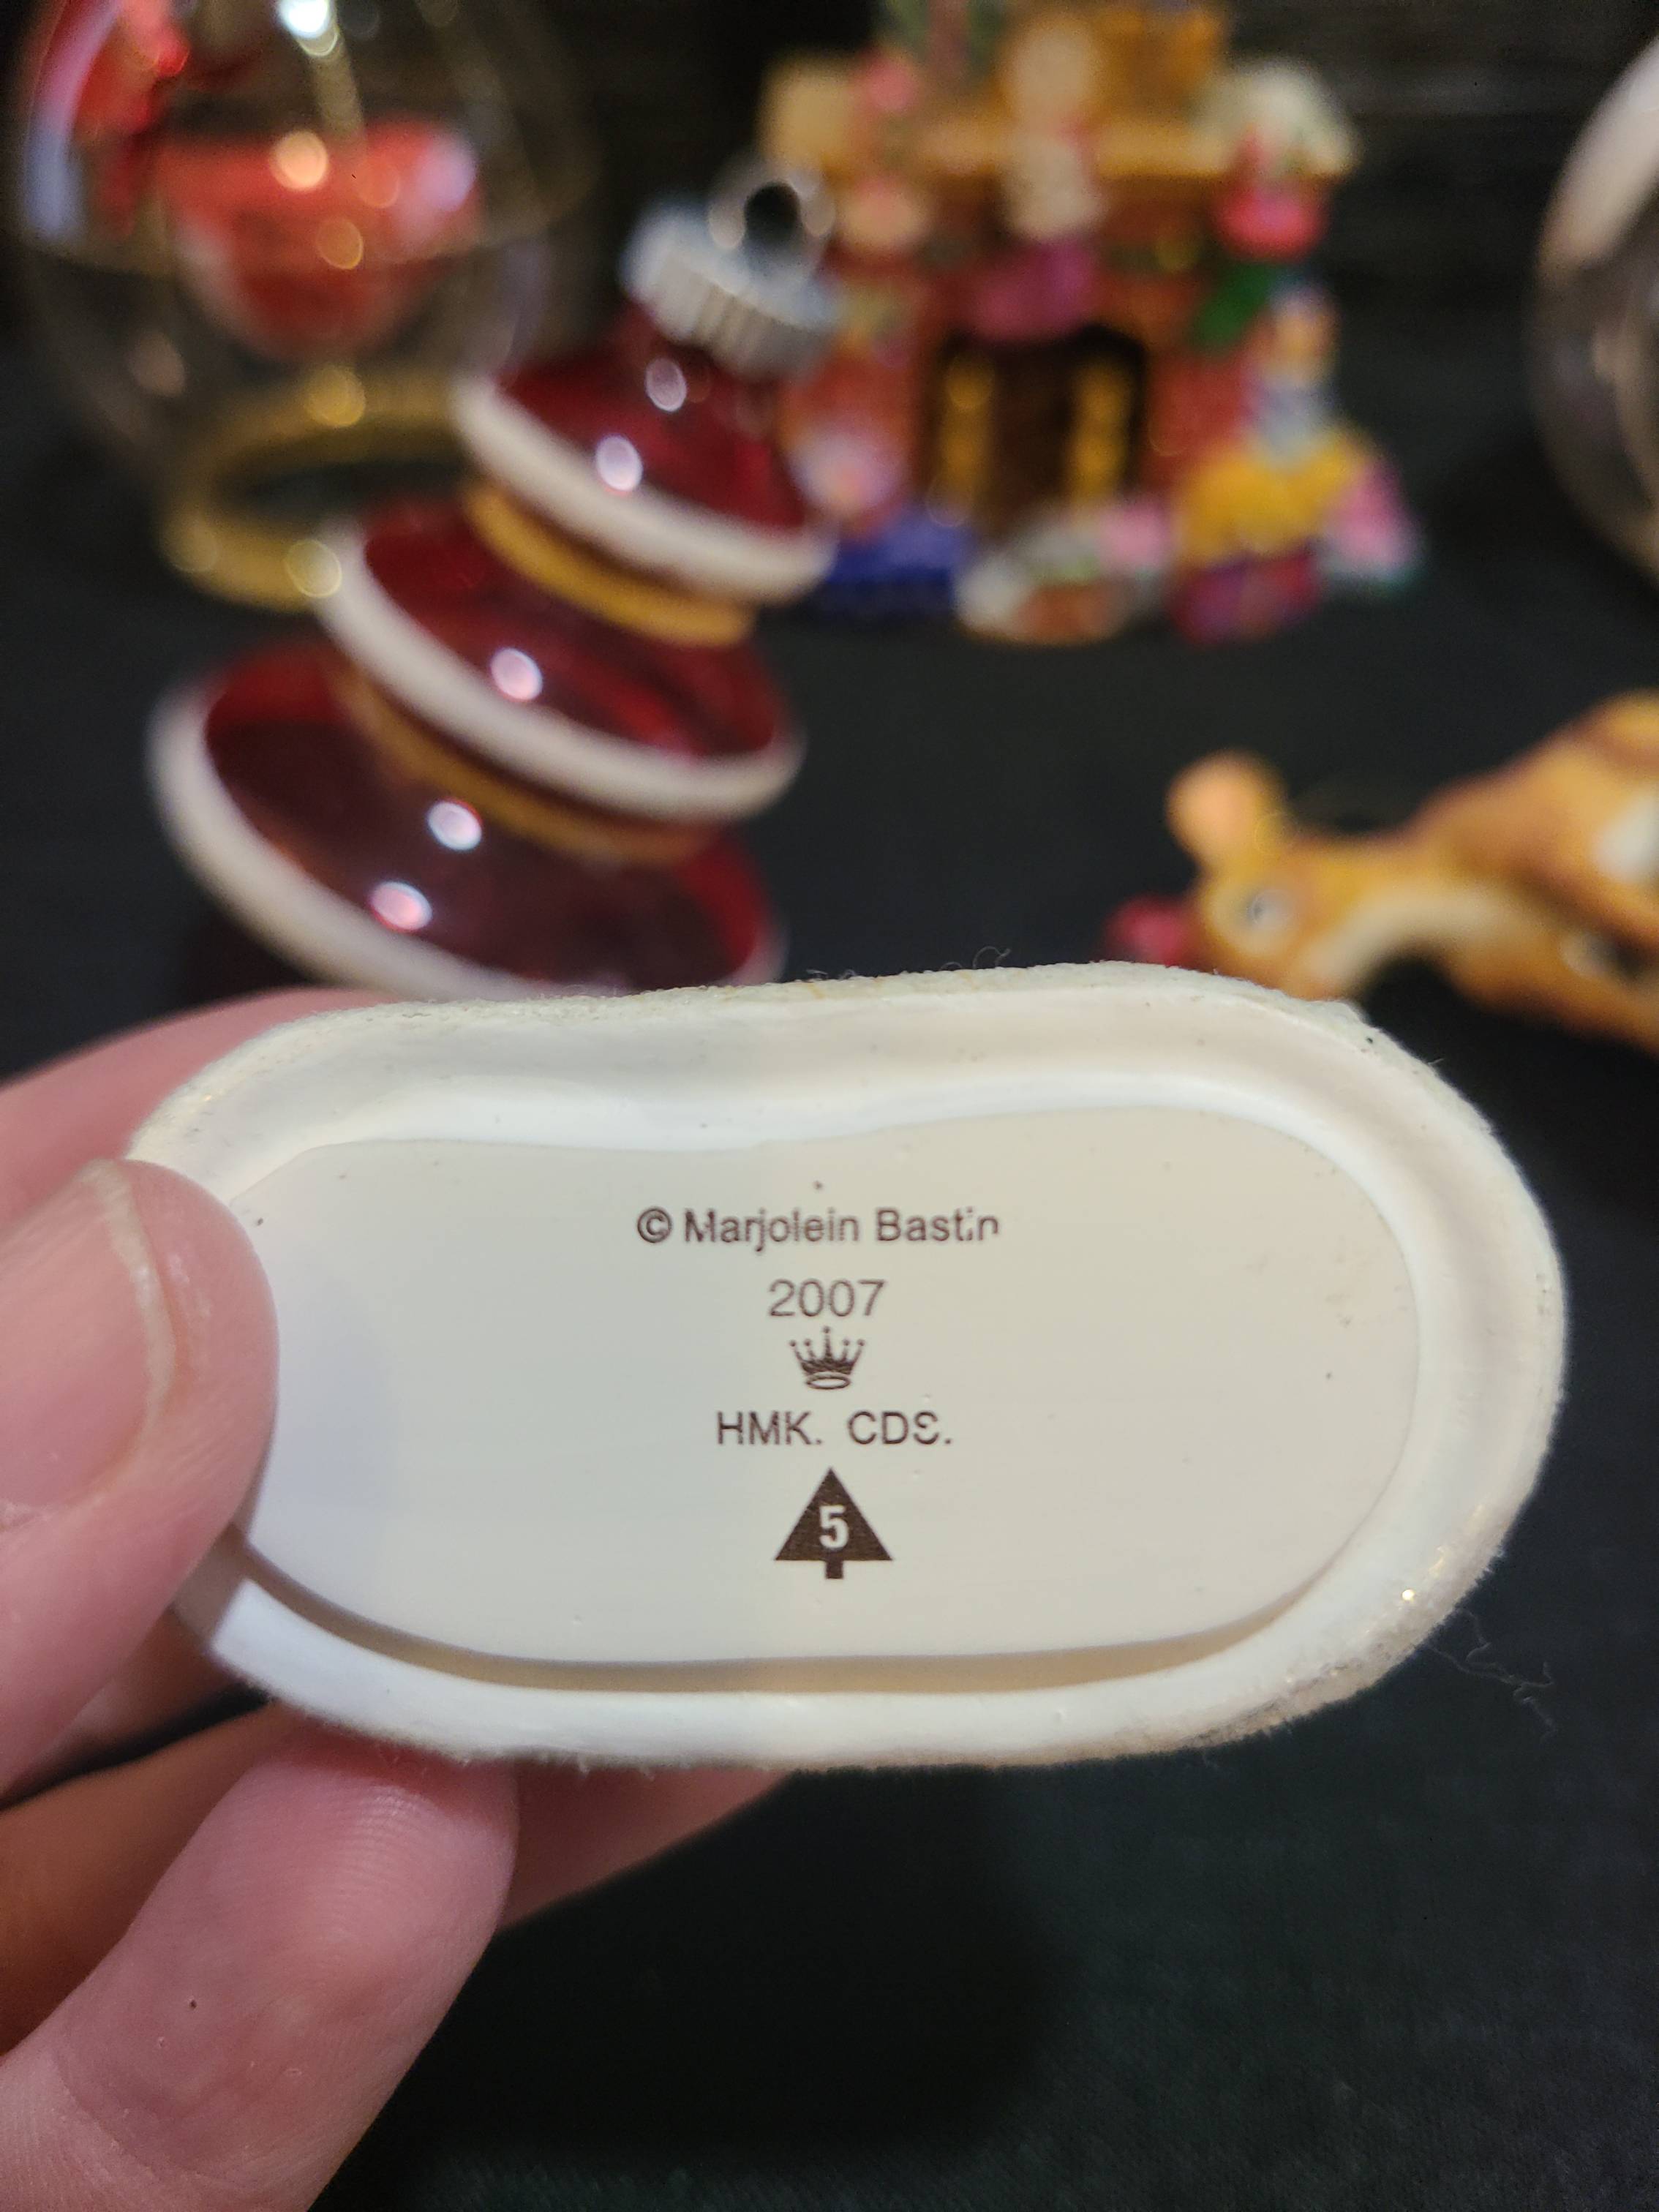 © Marjolein Bastin
2007
HMK. CDS.
5